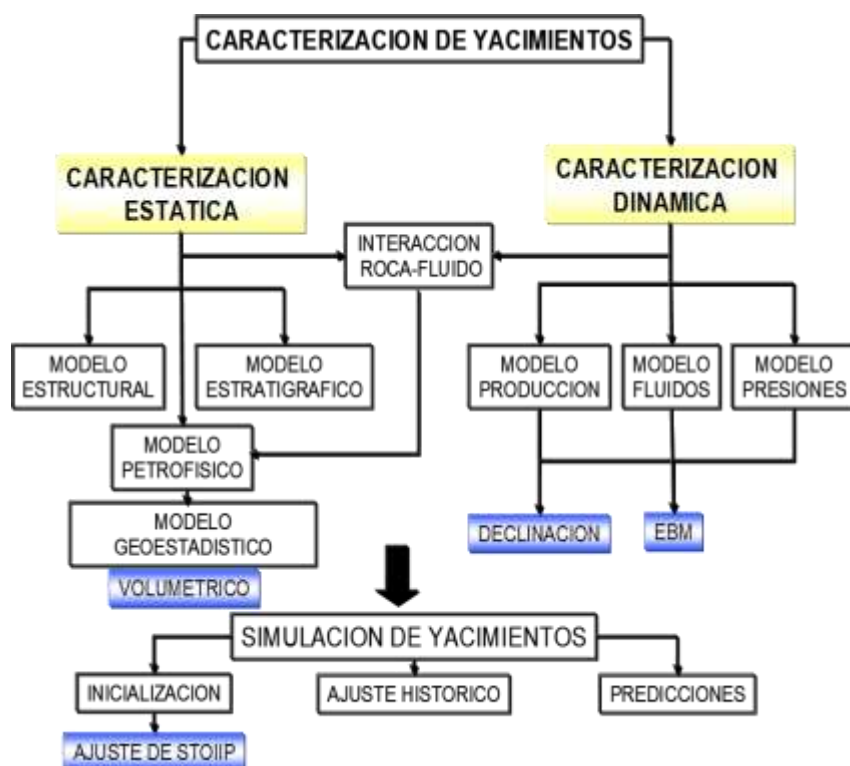 CARACTERIZACION DE YACIMIENTOS
CARACTERIZACION
ESTATICA
CARACTERIZACION
DINAMICA
INTERACCION
ROCA-FLUIDO
MODELO
ESTRUCTURAL
MODELO
ESTRATIGRAFICO
MODELO
PRODUCCION
MODELO
FLUIDOS
MODELO
PRESIONES
MODELO
PETROFISICO
MODELO
GEOESTADISTICO
VOLUMETRICO
DECLINACION
EBM
SIMULACION DE YACIMIENTOS
INICIALIZACION
AJUSTE HISTORICO
PREDICCIONES
AJUSTE DE STOIIP